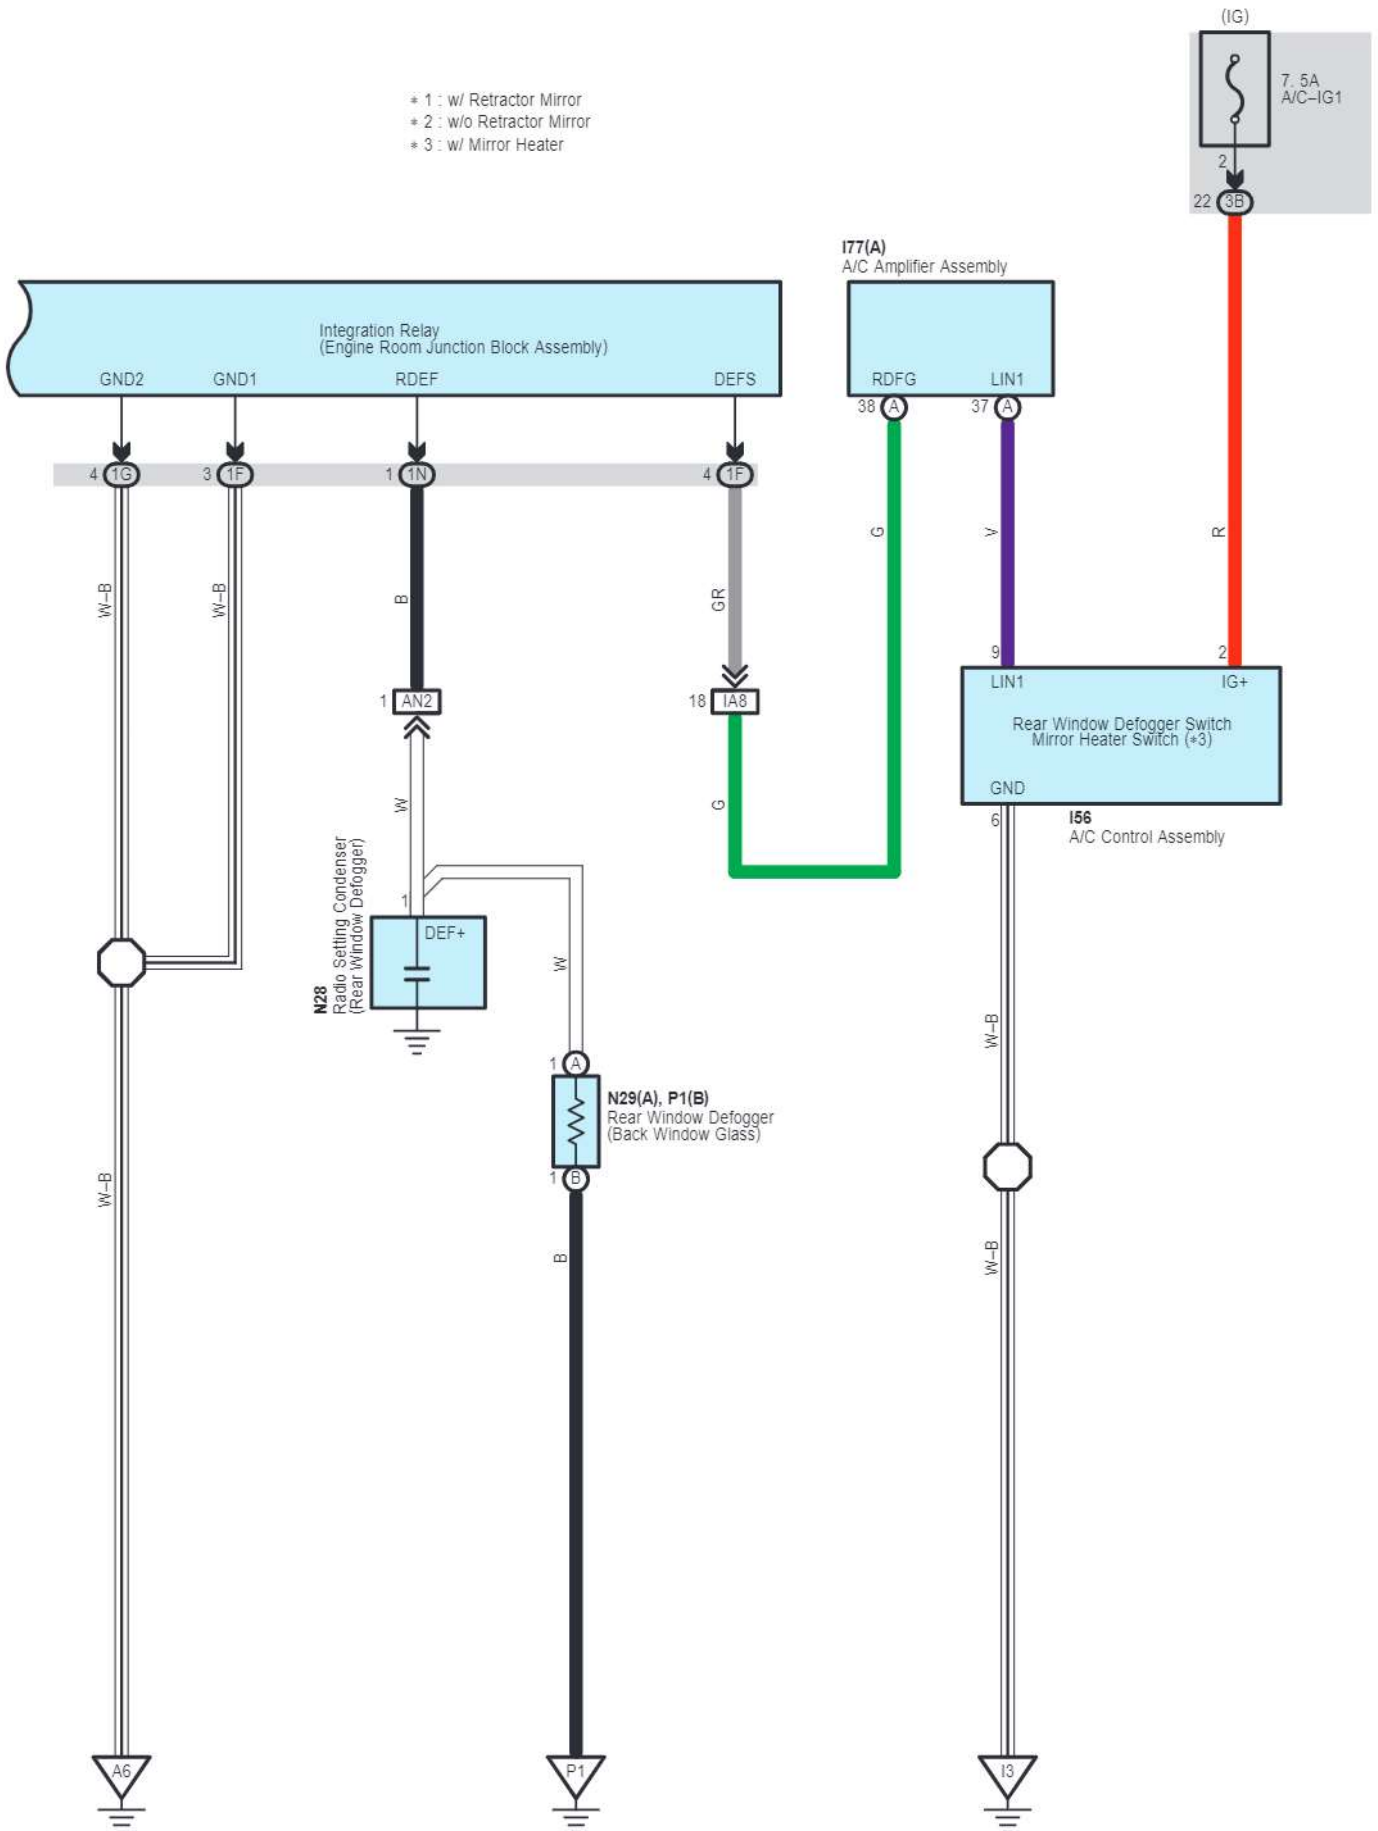 (IG)
7. 5A
A/C–IG1
2
22 3B
∗ 1 : w/ Retractor Mirror
∗ 2 : w/o Retractor Mirror
∗ 3 : w/ Mirror Heater
I77(A)
A/C Amplifier Assembly
Integration Relay
(Engine Room Junction Block Assembly)
GND2 GND1 RDEF DEFS
RDFG LIN1
38 A 37 A
4 1G 3 1F 1 1N 4 1F
G V R
W–B W–B B GR
9 2
LIN1 IG+
1 AN2 18 IA8
Rear Window Defogger Switch
Mirror Heater Switch (∗3)
GND
W G
6 I56
A/C Control Assembly
1
DEF+
N28
Radio Setting Condenser
(Rear Window Defogger)
W
W–B
1 A
N29(A), P1(B)
Rear Window Defogger
(Back Window Glass)
1 B
W–B
B
W–B
A6 P1 I3